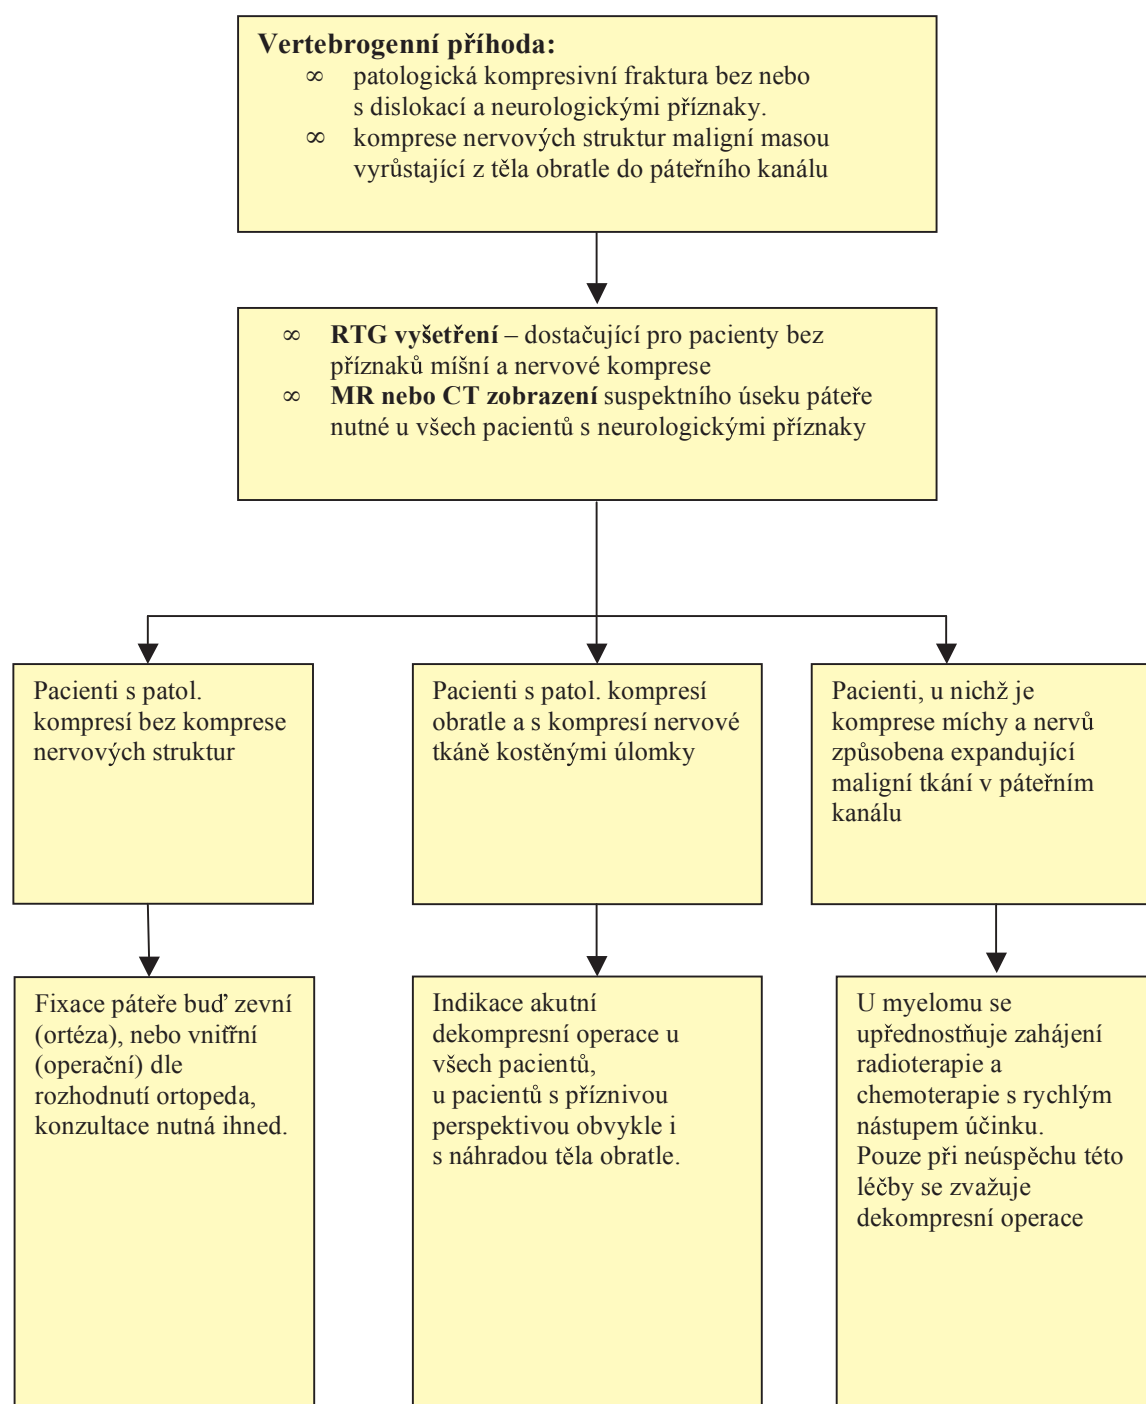 Vertebrogenní příhoda:
∞ patologická kompresivní fraktura bez nebo
s dislokací a neurologickými příznaky.
∞ komprese nervových struktur maligní masou
vyrůstající z těla obratle do páteřního kanálu
∞ RTG vyšetření – dostačující pro pacienty bez
příznaků míšní a nervové komprese
∞ MR nebo CT zobrazení suspektního úseku páteře
nutné u všech pacientů s neurologickými příznaky
Pacienti s patol.
kompresí bez komprese
nervových struktur
Pacienti s patol. kompresí
obratle a s kompresí nervové
tkáně kostěnými úlomky
Pacienti, u nichž je
komprese míchy a nervů
způsobena expandující
maligní tkání v páteřním
kanálu
Fixace páteře buď zevní
(ortéza), nebo vnitřní
(operační) dle
rozhodnutí ortopeda,
konzultace nutná ihned.
Indikace akutní
dekompresní operace u
všech pacientů,
u pacientů s příznivou
perspektivou obvykle i
s náhradou těla obratle.
U myelomu se
upřednostňuje zahájení
radioterapie a
chemoterapie s rychlým
nástupem účinku.
Pouze při neúspěchu této
léčby se zvažuje
dekompresní operace